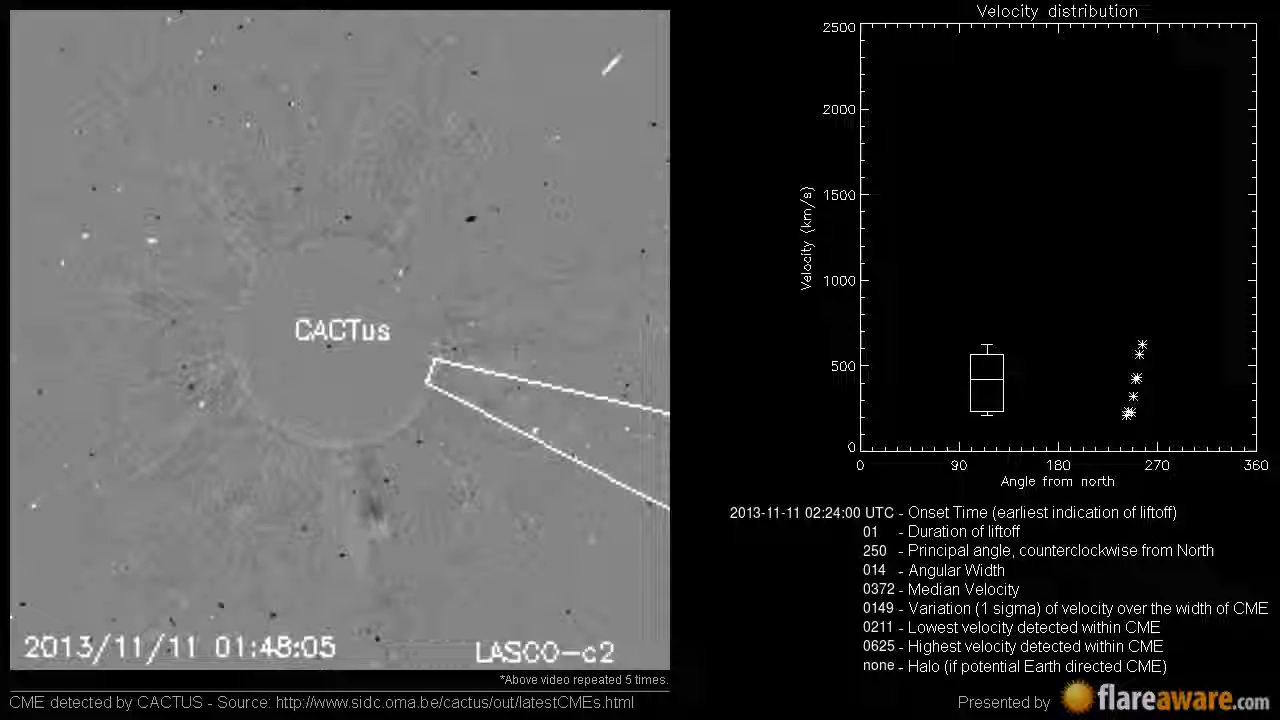 CACTus
2013/11/11 01:48:05
LASCO-c2
*Above video repeated 5 times.
CME detected by CACTUS - Source: http://www.sidc.oma.be/cactus/out/latestCMEs.html
Velocity distribution
Velocity (km/s)
2500
2000
1500
1000
500
0
0 90 180 270 360
Angle from north
2013-11-11 02:24:00 UTC - Onset Time (earliest indication of liftoff)
01 - Duration of liftoff
250 - Principal angle, counterclockwise from North
014 - Angular Width
0372 - Median Velocity
0149 - Variation (1 sigma) of velocity over the width of CME
0211 - Lowest velocity detected within CME
0625 - Highest velocity detected within CME
none - Halo (if potential Earth directed CME)
Presented by flareaware.com